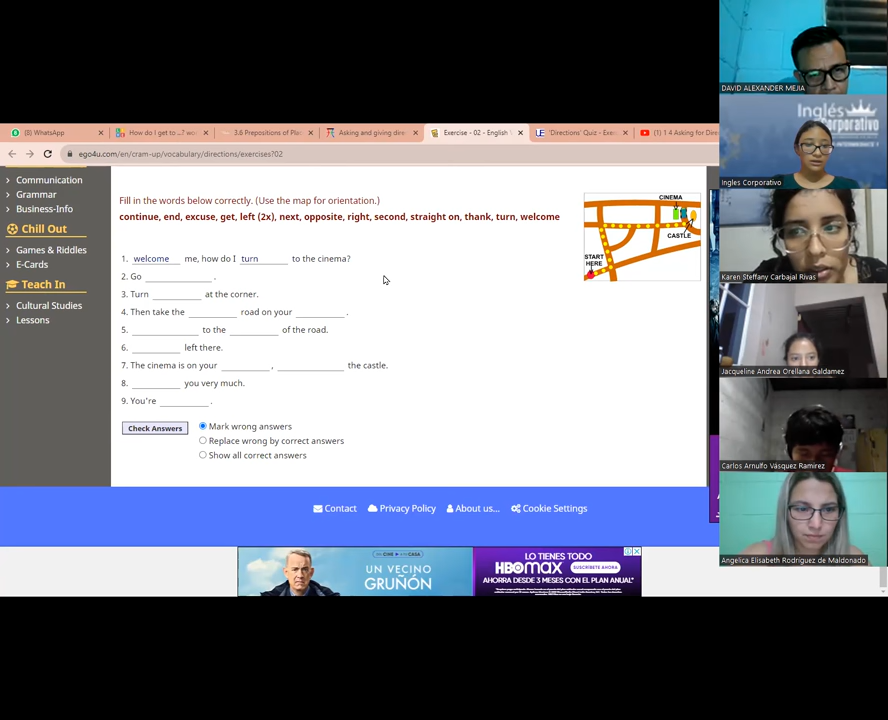 DAVID ALEXANDER MEJIA
(8) WhatsApp
How do I get to ...? wo
3.6 Prepositions of Pla
Asking and giving dire
Exercise - 02 - English
'Directions' Quiz - Exe
(1) 1·4 Asking for Dire
ego4u.com/en/cram-up/vocabulary/directions/exercises?02
Inglés
Corporativo
Ingles Corporativo
Communication
Grammar
Business-Info
Chill Out
Games & Riddles
E-Cards
Teach In
Cultural Studies
Lessons
Fill in the words below correctly. (Use the map for orientation.)
continue, end, excuse, get, left (2x), next, opposite, right, second, straight on, thank, turn, welcome
CINEMA
CASTLE
START
HERE
1. welcome me, how do I turn to the cinema?
2. Go .
3. Turn at the corner.
4. Then take the road on your .
5. to the of the road.
6. left there.
7. The cinema is on your , the castle.
8. you very much.
9. You're .
Check Answers
Mark wrong answers
Replace wrong by correct answers
Show all correct answers
Karen Steffany Carbajal Rivas
Jacqueline Andrea Orellana Galdamez
Carlos Arnulfo Vásquez Ramirez
Angelica Elisabeth Rodríguez de Maldonado
Contact
Privacy Policy
About us...
Cookie Settings
EN CINE EN CASA
UN VECINO
GRUÑÓN
LO TIENES TODO
HBOmax SUSCRÍBETE AHORA
AHORRA DESDE 3 MESES CON EL PLAN ANUAL*